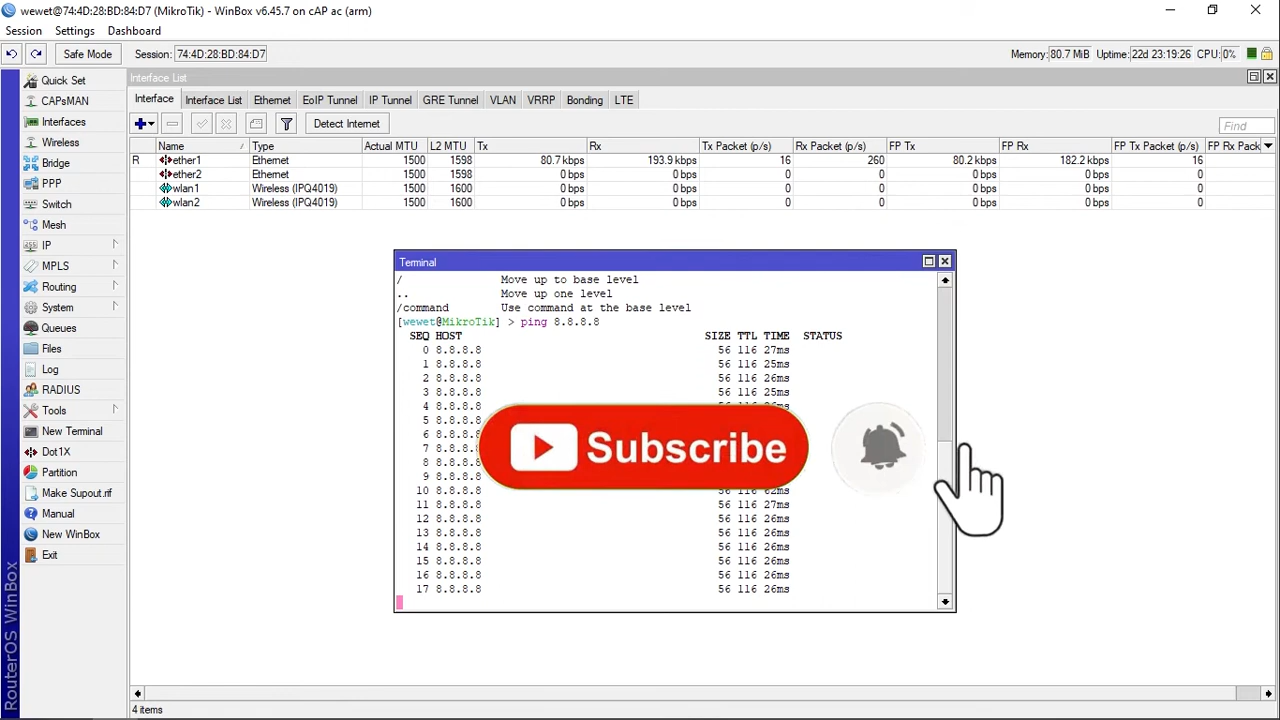 wewet@74:4D:28:BD:84:D7 (MikroTik) - WinBox v6.45.7 on cAP ac (arm)
Session Settings Dashboard
Safe Mode Session: 74:4D:28:BD:84:D7 Memory: 80.7 MiB Uptime: 22d 23:19:26 CPU: 0%
Interface List
Interface Interface List Ethernet EoIP Tunnel IP Tunnel GRE Tunnel VLAN VRRP Bonding LTE
Detect Internet Find
Name Type Actual MTU L2 MTU Tx Rx Tx Packet (p/s) Rx Packet (p/s) FP Tx FP Rx FP Tx Packet (p/s) FP Rx Pack
R ether1 Ethernet 1500 1598 80.7 kbps 193.9 kbps 16 260 80.2 kbps 182.2 kbps 16
ether2 Ethernet 1500 1598 0 bps 0 bps 0 0 0 bps 0 bps 0
wlan1 Wireless (IPQ4019) 1500 1600 0 bps 0 bps 0 0 0 bps 0 bps 0
wlan2 Wireless (IPQ4019) 1500 1600 0 bps 0 bps 0 0 0 bps 0 bps 0
Quick Set
CAPsMAN
Interfaces
Wireless
Bridge
PPP
Switch
Mesh
IP
MPLS
Routing
System
Queues
Files
Log
RADIUS
Tools
New Terminal
Dot1X
Partition
Make Supout.rif
Manual
New WinBox
Exit
RouterOS WinBox
Terminal
/ Move up to base level
.. Move up one level
/command Use command at the base level
[wewet@MikroTik] > ping 8.8.8.8
SEQ HOST SIZE TTL TIME STATUS
0 8.8.8.8 56 116 27ms
1 8.8.8.8 56 116 25ms
2 8.8.8.8 56 116 26ms
3 8.8.8.8 56 116 25ms
4 8.8.8.8 56 116
5 8.8.8.8
6 8.8.8.8
7 8.8.8.8
8 8.8.8.8
9 8.8.8.8
10 8.8.8.8 56 116 62ms
11 8.8.8.8 56 116 27ms
12 8.8.8.8 56 116 26ms
13 8.8.8.8 56 116 26ms
14 8.8.8.8 56 116 26ms
15 8.8.8.8 56 116 26ms
16 8.8.8.8 56 116 26ms
17 8.8.8.8 56 116 26ms
Subscribe
4 items